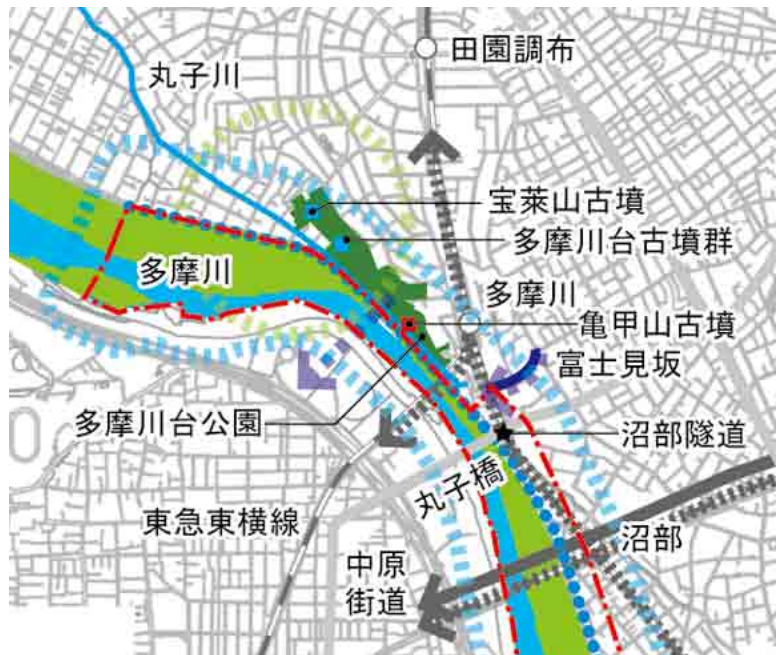 田園調布
丸子川
宝莱山古墳
多摩川台古墳群
多摩川
多摩川
亀甲山古墳
富士見坂
多摩川台公園
沼部隧道
丸子橋
東急東横線
沼部
中原
街道